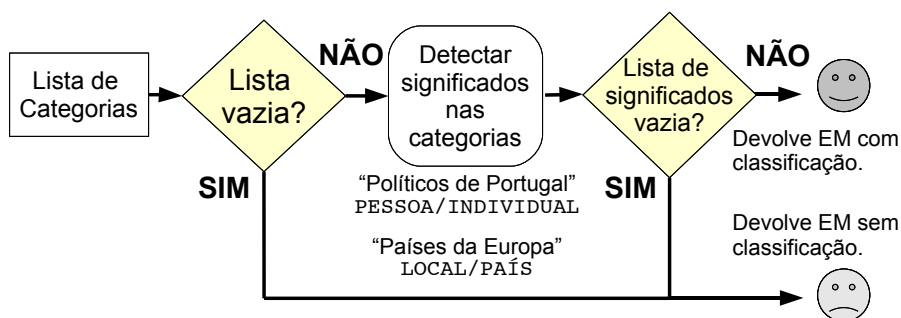 Lista de
Categorias
Lista
vazia?
NÃO
SIM
Detectar
significados
nas
categorias
“Políticos de Portugal”
PESSOA/INDIVIDUAL
“Países da Europa”
LOCAL/PAÍS
Lista de
significados
vazia?
NÃO
SIM
Devolve EM com
classificação.
Devolve EM sem
classificação.